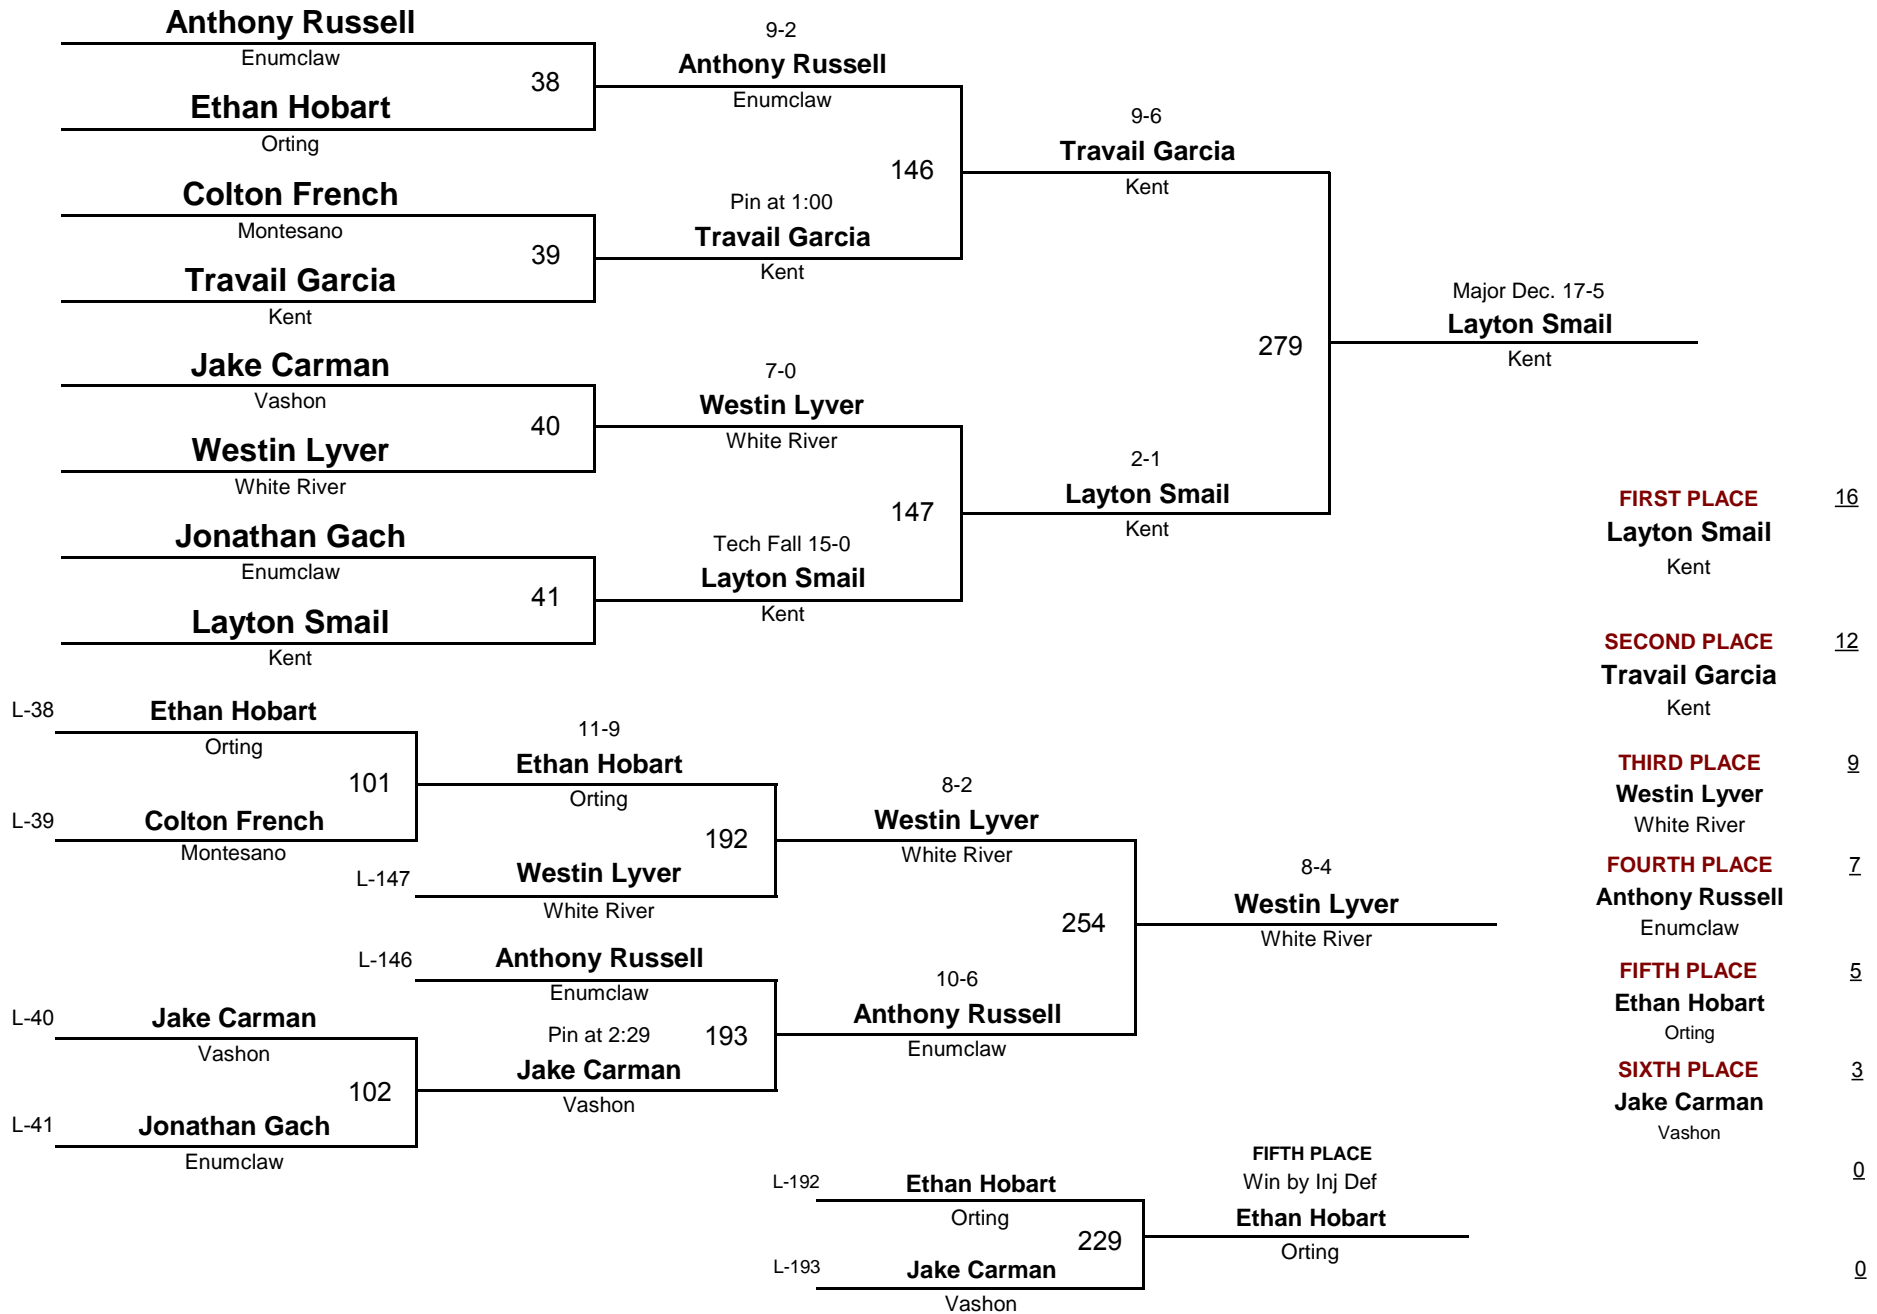 Anthony Russell
Enumclaw
38
Ethan Hobart
Orting
9-2
Anthony Russell
Enumclaw
Colton French
Montesano
39
Travail Garcia
Kent
Pin at 1:00
Travail Garcia
Kent
146
9-6
Travail Garcia
Kent
Jake Carman
Vashon
40
Westin Lyver
White River
7-0
Westin Lyver
White River
Jonathan Gach
Enumclaw
41
Layton Smail
Kent
Tech Fall 15-0
Layton Smail
Kent
147
2-1
Layton Smail
Kent
279
Major Dec. 17-5
Layton Smail
Kent
FIRST PLACE 16
Layton Smail
Kent
SECOND PLACE 12
Travail Garcia
Kent
THIRD PLACE 9
Westin Lyver
White River
FOURTH PLACE 7
Anthony Russell
Enumclaw
FIFTH PLACE 5
Ethan Hobart
Orting
SIXTH PLACE 3
Jake Carman
Vashon
0
0
L-38 Ethan Hobart
Orting
101
L-39 Colton French
Montesano
11-9
Ethan Hobart
Orting
192
L-147 Westin Lyver
White River
8-2
Westin Lyver
White River
L-146 Anthony Russell
Enumclaw
193
L-40 Jake Carman
Vashon
102
L-41 Jonathan Gach
Enumclaw
Pin at 2:29
Jake Carman
Vashon
10-6
Anthony Russell
Enumclaw
254
8-4
Westin Lyver
White River
L-192 Ethan Hobart
Orting
229
L-193 Jake Carman
Vashon
FIFTH PLACE
Win by Inj Def
Ethan Hobart
Orting